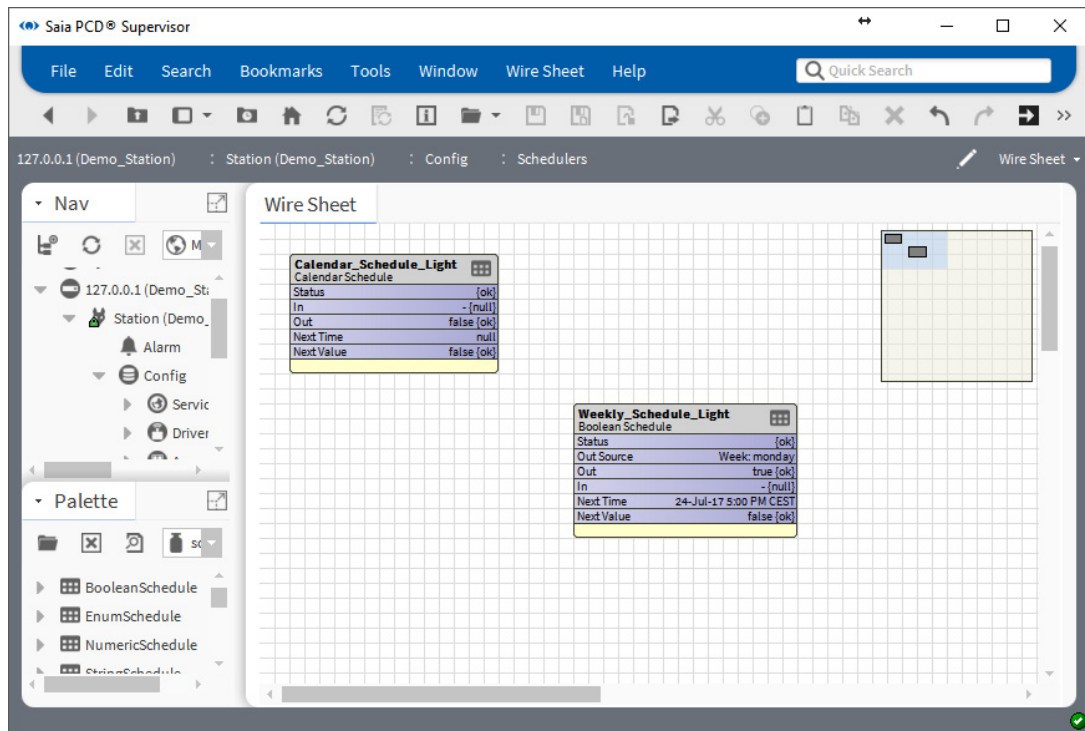 Saia PCD® Supervisor
File Edit Search Bookmarks Tools Window Wire Sheet Help Quick Search
127.0.0.1 (Demo_Station) : Station (Demo_Station) : Config : Schedulers Wire Sheet
Nav
M
127.0.0.1 (Demo_St
Station (Demo_
Alarm
Config
Servic
Driver
Palette
sc
BooleanSchedule
EnumSchedule
NumericSchedule
StringSchedule
Wire Sheet
Calendar_Schedule_Light
Calendar Schedule
Status {ok}
In - {null}
Out false {ok}
Next Time null
Next Value false {ok}
Weekly_Schedule_Light
Boolean Schedule
Status {ok}
Out Source Week: monday
Out true {ok}
In - {null}
Next Time 24-Jul-17 5:00 PM CEST
Next Value false {ok}